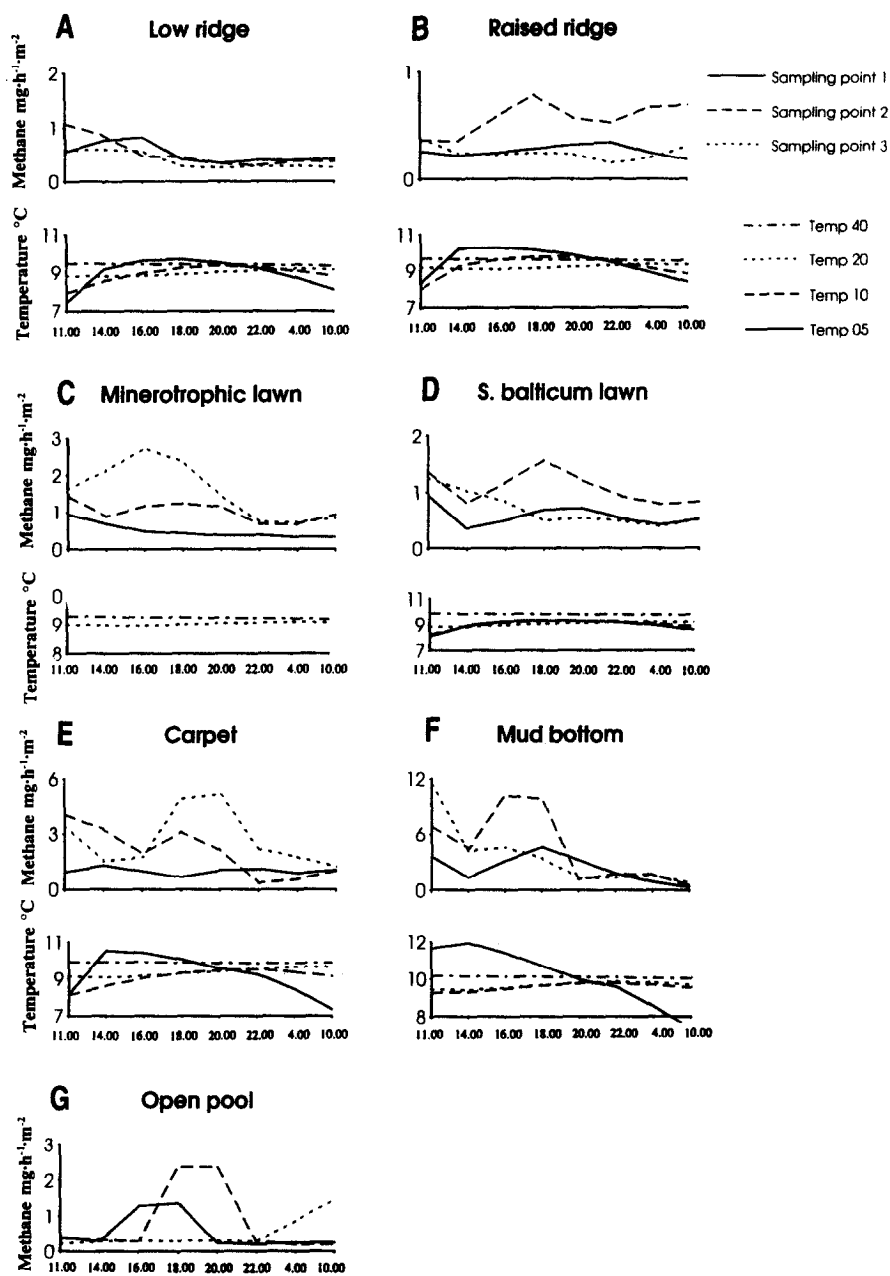 A Low ridge
B Raised ridge
Methane mg·h⁻¹·m⁻²
2
1
0
1
0
Sampling point 1
Sampling point 2
Sampling point 3
Temperature °C
11
9
7
11.00 14.00 16.00 18.00 20.00 22.00 4.00 10.00
11
9
7
11.00 14.00 16.00 18.00 20.00 22.00 4.00 10.00
Temp 40
Temp 20
Temp 10
Temp 05
C Minerotrophic lawn
D S. balticum lawn
Methane mg·h⁻¹·m⁻²
3
2
1
0
2
1
0
Temperature °C
0
9
8
11.00 14.00 16.00 18.00 20.00 22.00 4.00 10.00
11
9
7
11.00 14.00 16.00 18.00 20.00 22.00 4.00 10.00
E Carpet
F Mud bottom
Methane mg·h⁻¹·m⁻²
6
3
0
12
6
0
Temperature °C
11
9
7
11.00 14.00 16.00 18.00 20.00 22.00 4.00 10.00
12
10
8
11.00 14.00 16.00 18.00 20.00 22.00 4.00 10.00
G Open pool
Methane mg·h⁻¹·m⁻²
3
2
1
0
11.00 14.00 16.00 18.00 20.00 22.00 4.00 10.00